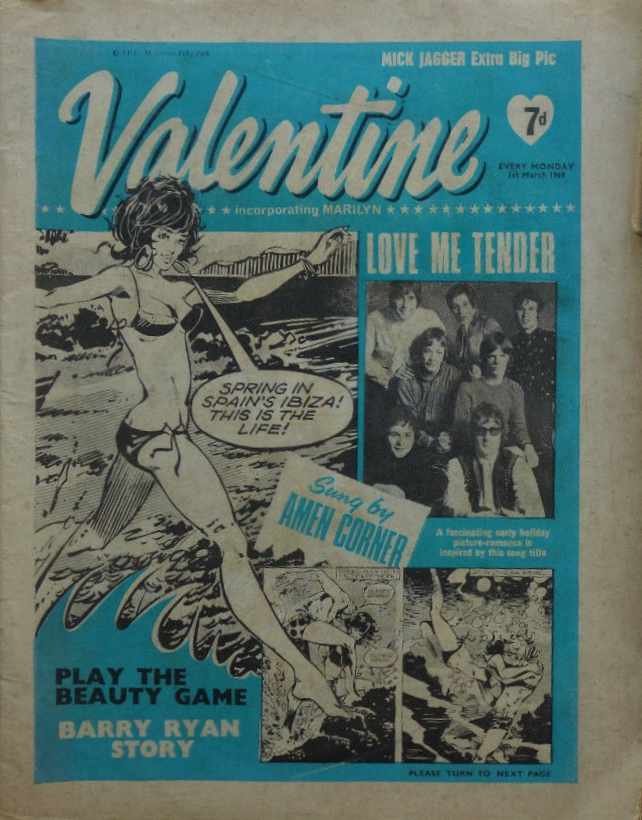 MICK JAGGER Extra Big Pic
Valentine
7d
EVERY MONDAY
1st March 1969
incorporating MARILYN
LOVE ME TENDER
SPRING IN
SPAIN'S IBIZA!
THIS IS THE
LIFE!
Sung by
AMEN CORNER
A fascinating early holiday
picture-romance is
inspired by this song title
PLAY THE
BEAUTY GAME
BARRY RYAN
STORY
PLEASE TURN TO NEXT PAGE